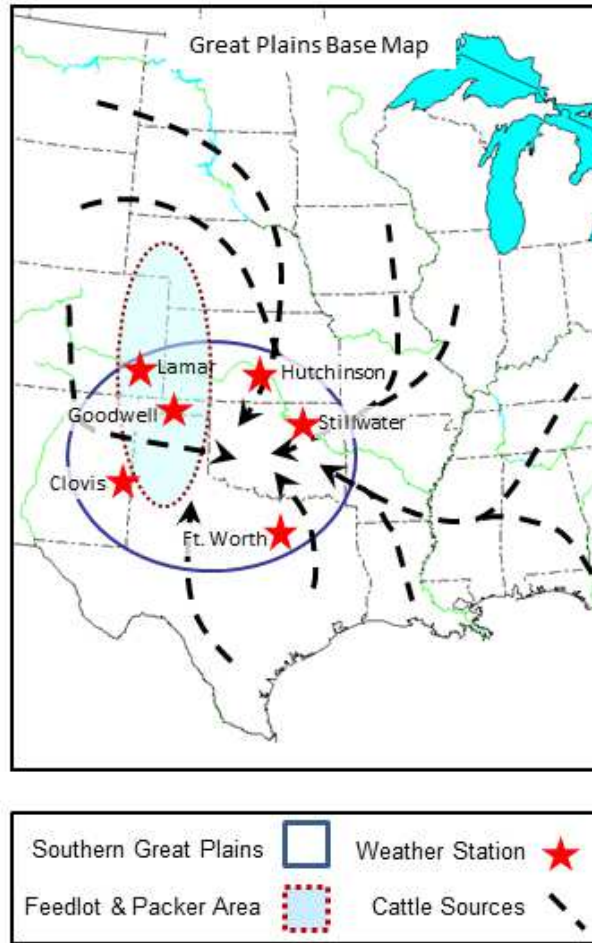 Great Plains Base Map
Lamar
Hutchinson
Goodwell
Stillwater
Clovis
Ft. Worth
Southern Great Plains
Weather Station
Feedlot & Packer Area
Cattle Sources